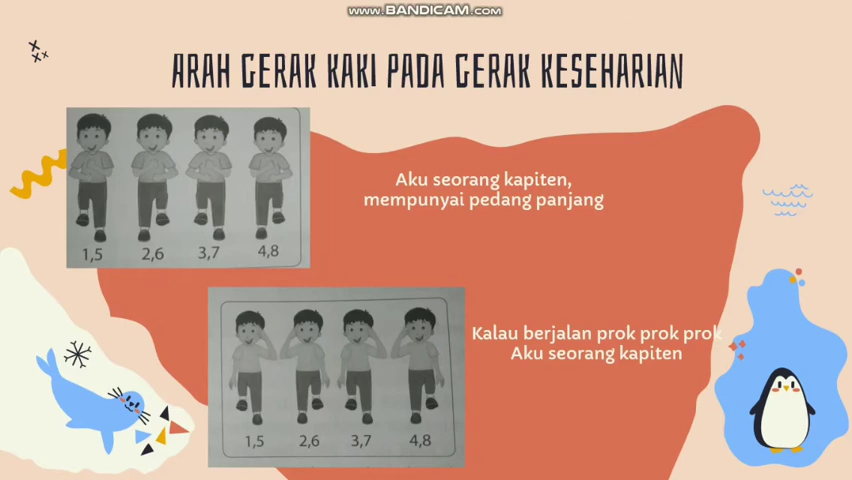 www.BANDICAM.com
ARAH GERAK KAKI PADA GERAK KESEHARIAN
1,5 2,6 3,7 4,8
Aku seorang kapiten,
mempunyai pedang panjang
Kalau berjalan prok prok prok
Aku seorang kapiten
1,5 2,6 3,7 4,8